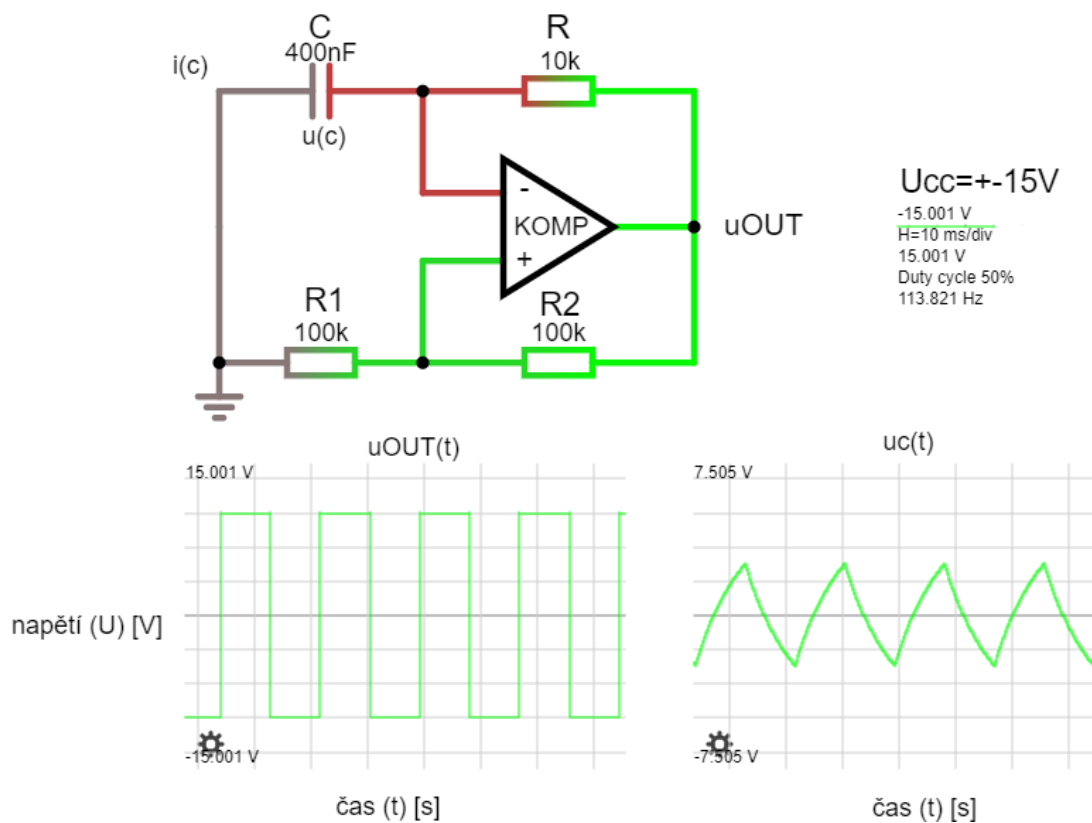 C
400nF
i(c)
u(c)
R
10k
-
KOMP
+
uOUT
R1
100k
R2
100k
Ucc=+-15V
-15.001 V
H=10 ms/div
15.001 V
Duty cycle 50%
113.821 Hz
uOUT(t)
15.001 V
napětí (U) [V]
-15.001 V
čas (t) [s]
uc(t)
7.505 V
-7.505 V
čas (t) [s]